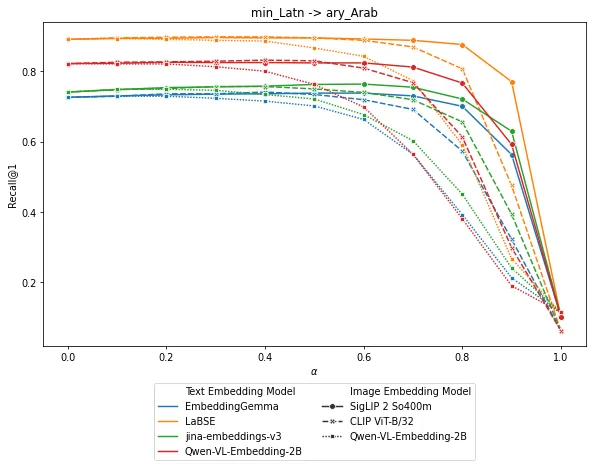 min_Latn -> ary_Arab
Recall@1
0.8
0.6
0.4
0.2
0.0 0.2 0.4 0.6 0.8 1.0
α
Text Embedding Model
EmbeddingGemma
LaBSE
jina-embeddings-v3
Qwen-VL-Embedding-2B
Image Embedding Model
SigLIP 2 So400m
CLIP ViT-B/32
Qwen-VL-Embedding-2B